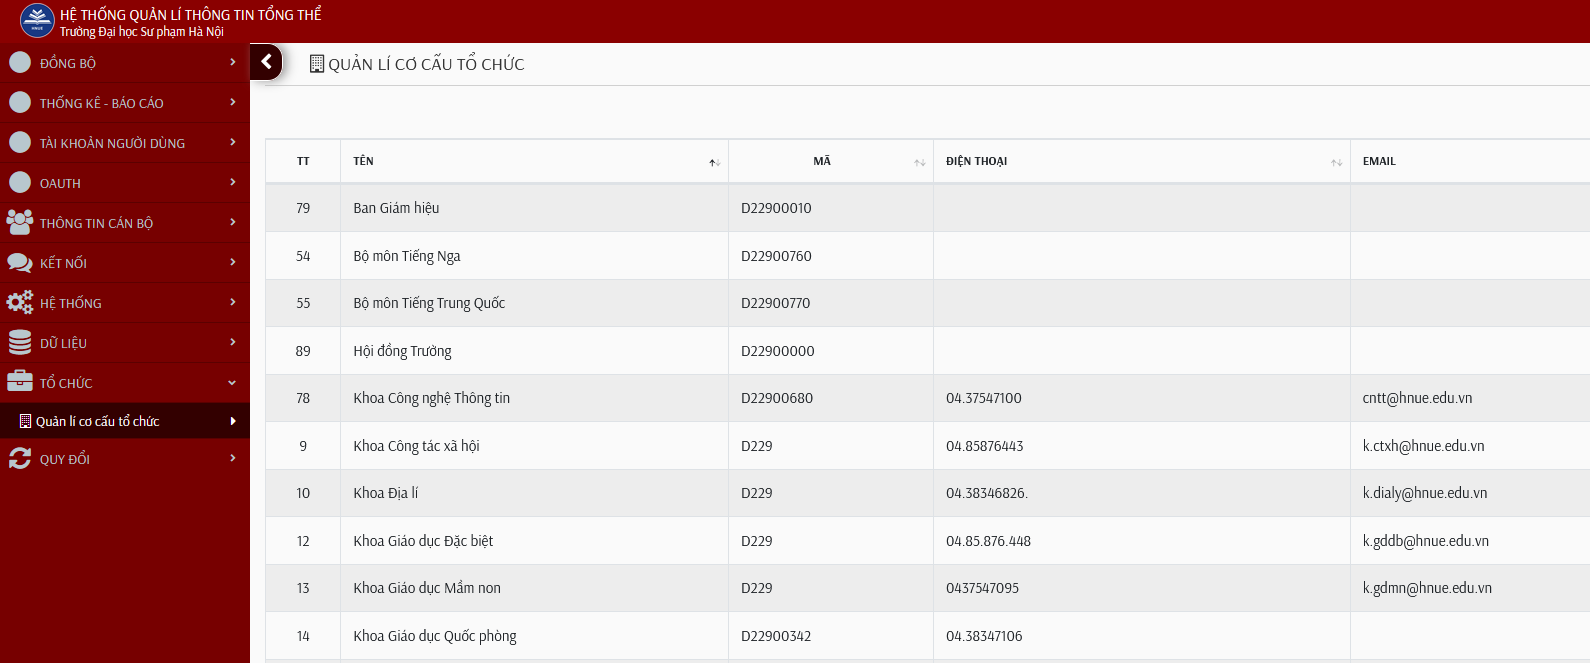 HỆ THỐNG QUẢN LÍ THÔNG TIN TỔNG THỂ
Trường Đại học Sư phạm Hà Nội
HNUE
ĐỒNG BỘ
THỐNG KÊ - BÁO CÁO
TÀI KHOẢN NGƯỜI DÙNG
OAUTH
THÔNG TIN CÁN BỘ
KẾT NỐI
HỆ THỐNG
DỮ LIỆU
TỔ CHỨC
Quản lí cơ cấu tổ chức
QUY ĐỔI
QUẢN LÍ CƠ CẤU TỔ CHỨC
TT TÊN MÃ ĐIỆN THOẠI EMAIL
79 Ban Giám hiệu D22900010
54 Bộ môn Tiếng Nga D22900760
55 Bộ môn Tiếng Trung Quốc D22900770
89 Hội đồng Trường D22900000
78 Khoa Công nghệ Thông tin D22900680 04.37547100 cntt@hnue.edu.vn
9 Khoa Công tác xã hội D229 04.85876443 k.ctxh@hnue.edu.vn
10 Khoa Địa lí D229 04.38346826. k.dialy@hnue.edu.vn
12 Khoa Giáo dục Đặc biệt D229 04.85.876.448 k.gddb@hnue.edu.vn
13 Khoa Giáo dục Mầm non D229 0437547095 k.gdmn@hnue.edu.vn
14 Khoa Giáo dục Quốc phòng D22900342 04.38347106